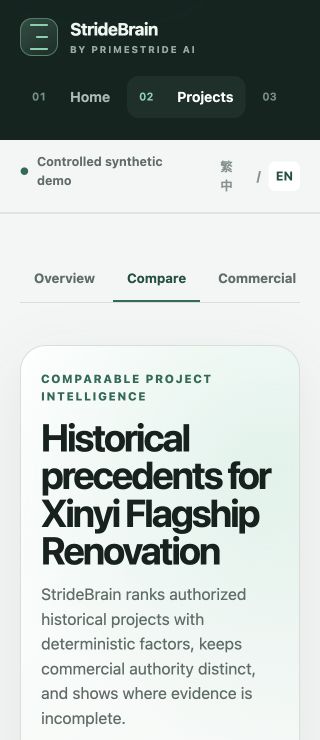 StrideBrain
BY PRIMESTRIDE AI
01 Home 02 Projects 03
Controlled synthetic
demo
繁
中
/ EN
Overview Compare Commercial
COMPARABLE PROJECT
INTELLIGENCE
Historical
precedents for
Xinyi Flagship
Renovation
StrideBrain ranks authorized
historical projects with
deterministic factors, keeps
commercial authority distinct,
and shows where evidence is
incomplete.